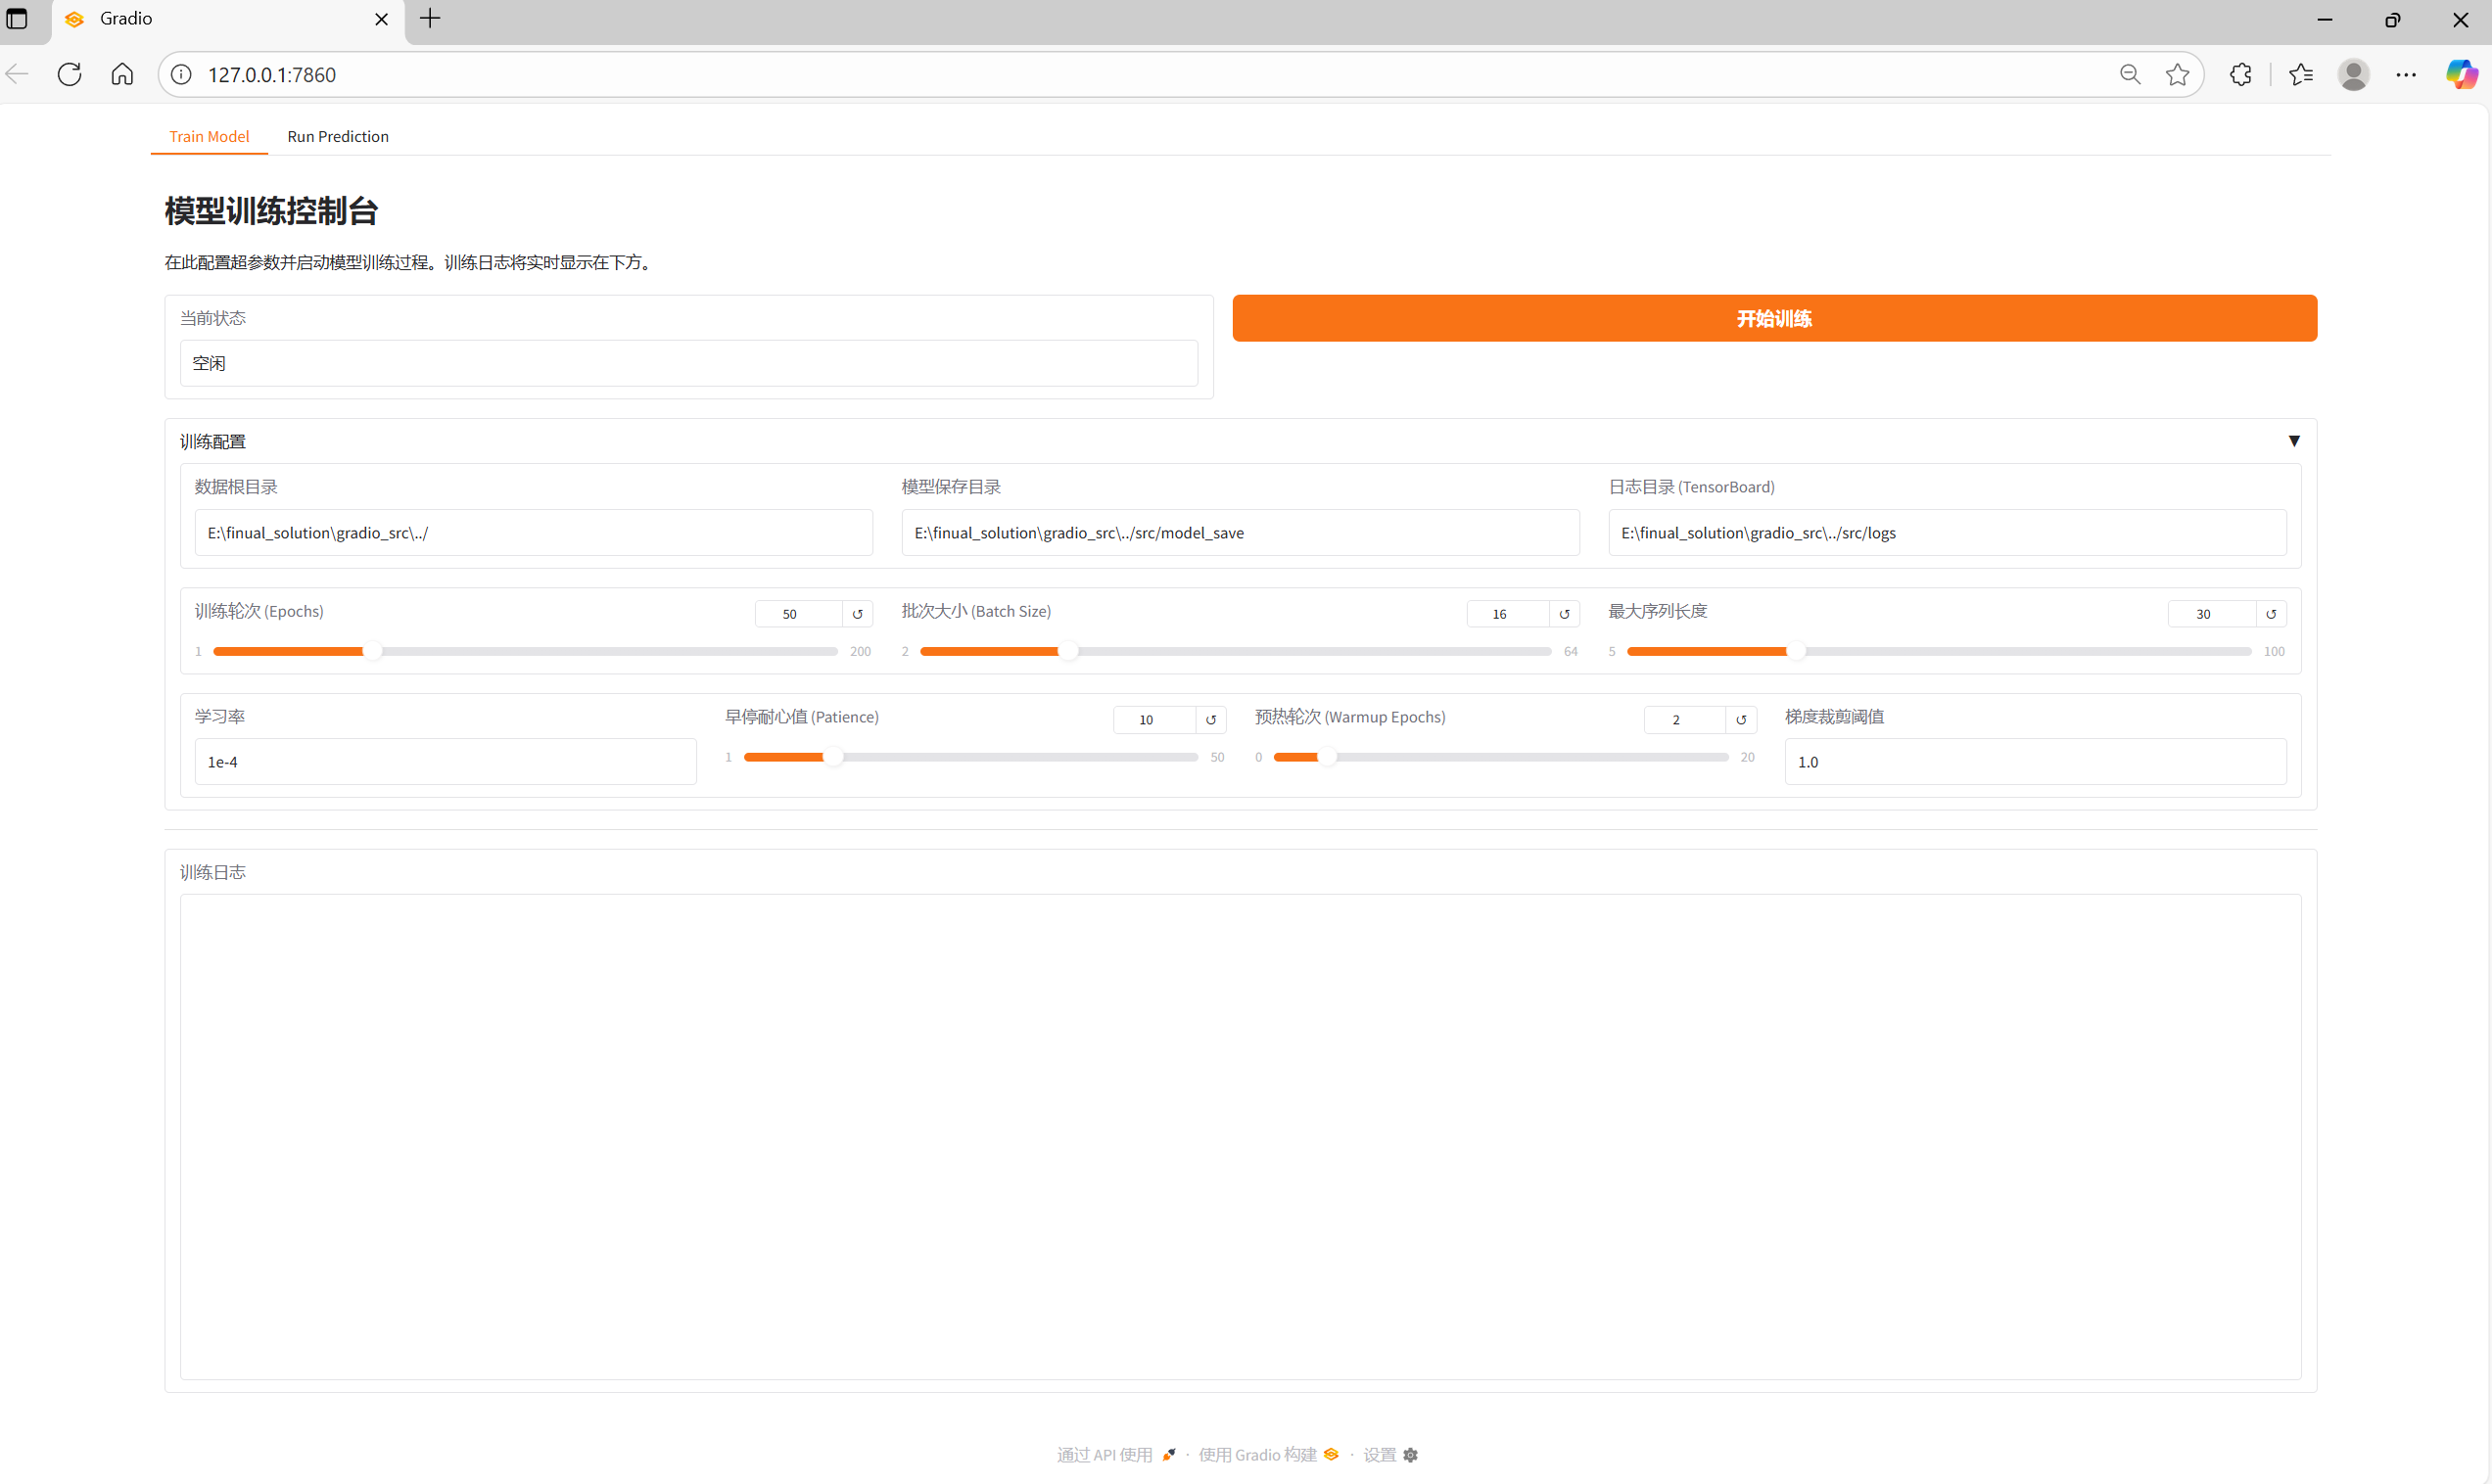 Gradio
127.0.0.1:7860
Train Model Run Prediction
模型训练控制台
在此配置超参数并启动模型训练过程。训练日志将实时显示在下方。
当前状态
空闲
开始训练
训练配置
数据根目录 模型保存目录 日志目录 (TensorBoard)
E:\finual_solution\gradio_src\../ E:\finual_solution\gradio_src\../src/model_save E:\finual_solution\gradio_src\../src/logs
训练轮次 (Epochs) 50 批次大小 (Batch Size) 16 最大序列长度 30
1 200 2 64 5 100
学习率 早停耐心值 (Patience) 10 预热轮次 (Warmup Epochs) 2 梯度裁剪阈值
1e-4 1 50 0 20 1.0
训练日志
通过 API 使用 · 使用 Gradio 构建 · 设置